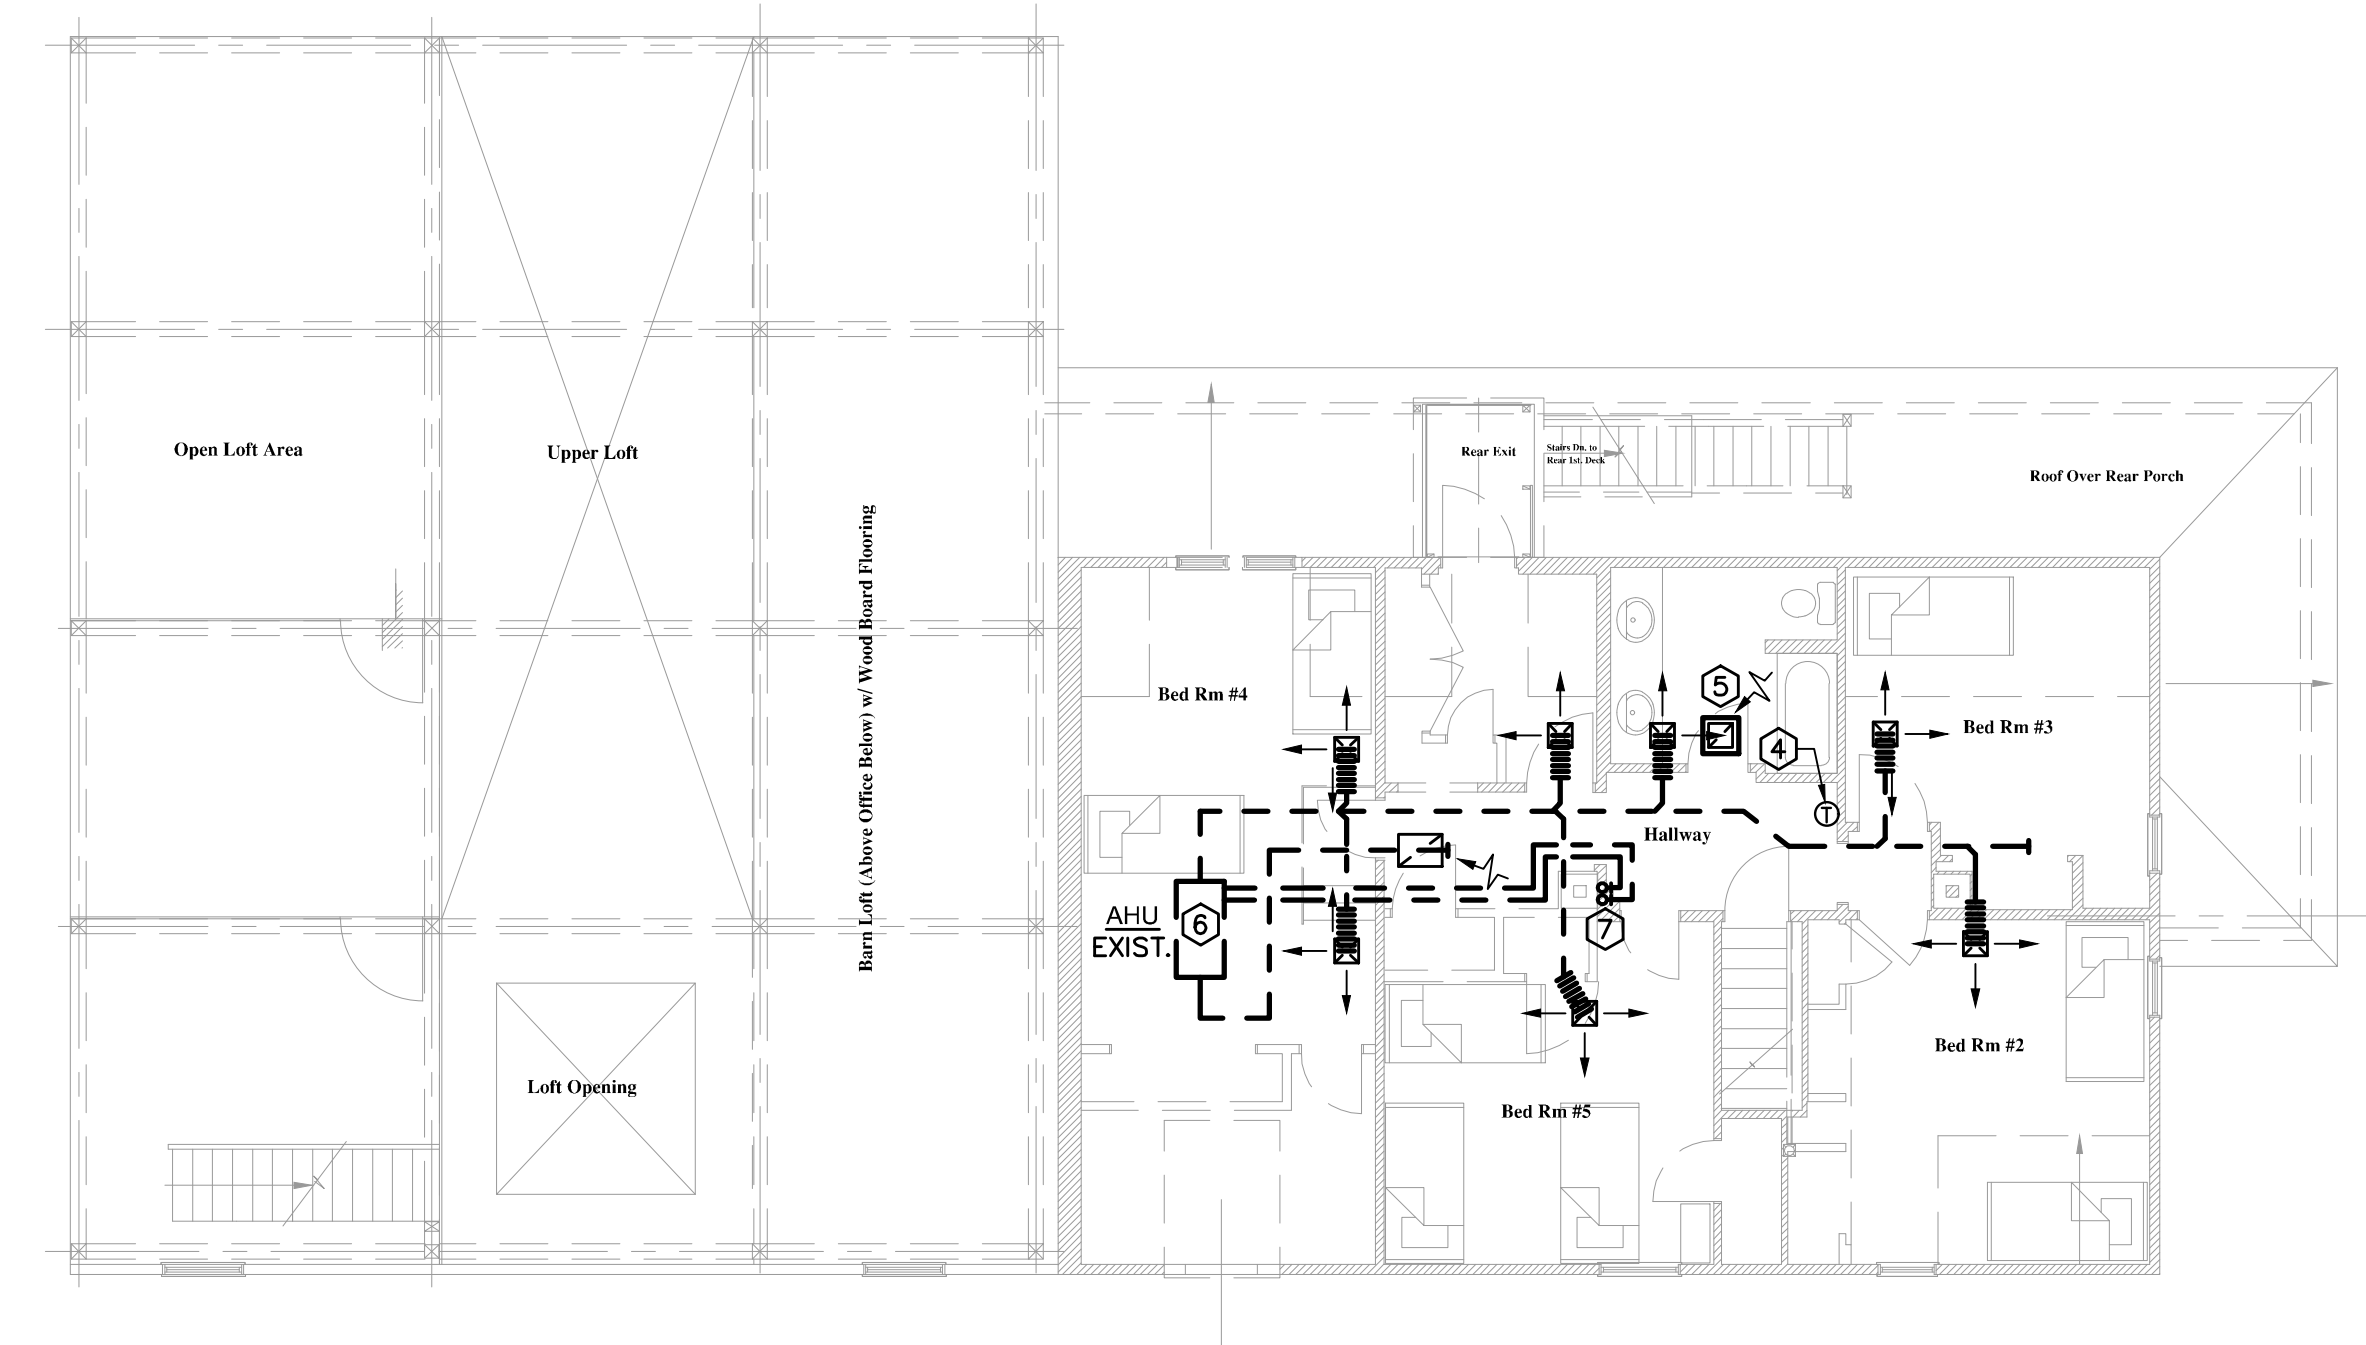 Open Loft Area
Upper Loft
Rear Exit
Stairs Dn. to
Rear 1st. Deck
Roof Over Rear Porch
Barn Loft (Above Office Below) w/ Wood Board Flooring
Bed Rm #4
5
4
Bed Rm #3
T
Hallway
AHU
EXIST.
6
7
Bed Rm #2
Loft Opening
Bed Rm #5